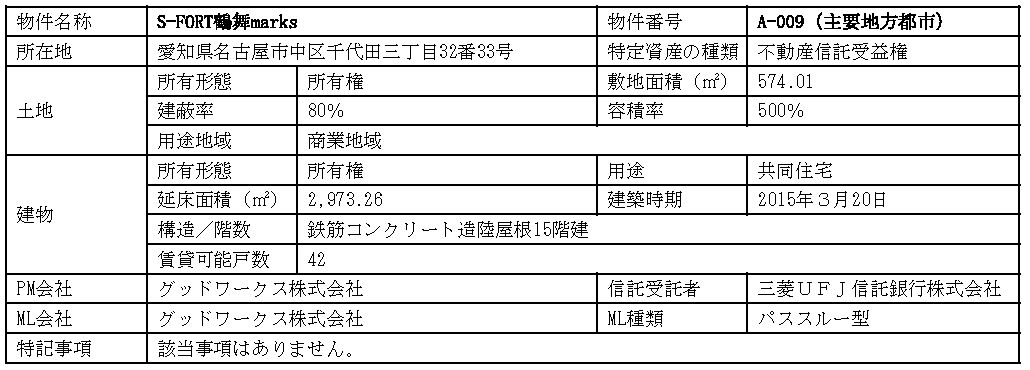 物件名称 S-FORT鶴舞marks 物件番号 A-009（主要地方都市）
所在地 愛知県名古屋市中区千代田三丁目32番33号 特定資産の種類 不動産信託受益権
土地 所有形態 所有権 敷地面積（㎡） 574.01
建蔽率 80％ 容積率 500％
用途地域 商業地域
建物 所有形態 所有権 用途 共同住宅
延床面積（㎡） 2,973.26 建築時期 2015年３月20日
構造／階数 鉄筋コンクリート造陸屋根15階建
賃貸可能戸数 42
PM会社 グッドワークス株式会社 信託受託者 三菱ＵＦＪ信託銀行株式会社
ML会社 グッドワークス株式会社 ML種類 パススルー型
特記事項 該当事項はありません。